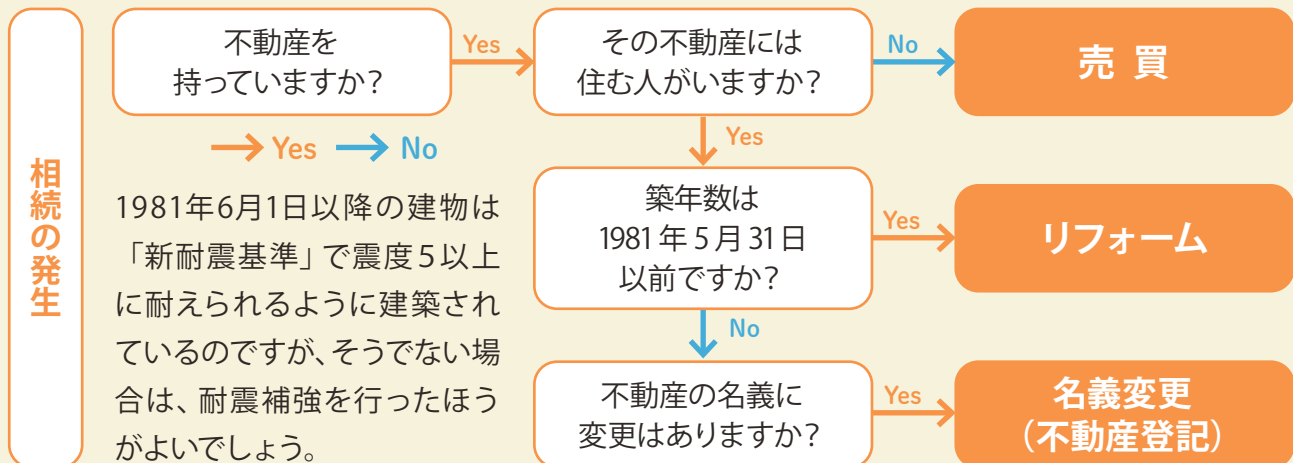 相続の発生
不動産を
持っていますか？
Yes
その不動産には
住む人がいますか？
No
売買
Yes No
Yes
1981年6月1日以降の建物は
「新耐震基準」で震度5以上
に耐えられるように建築され
ているのですが、そうでない場
合は、耐震補強を行ったほう
がよいでしょう。
築年数は
1981年5月31日
以前ですか？
Yes
リフォーム
No
不動産の名義に
変更はありますか？
Yes
名義変更
（不動産登記）